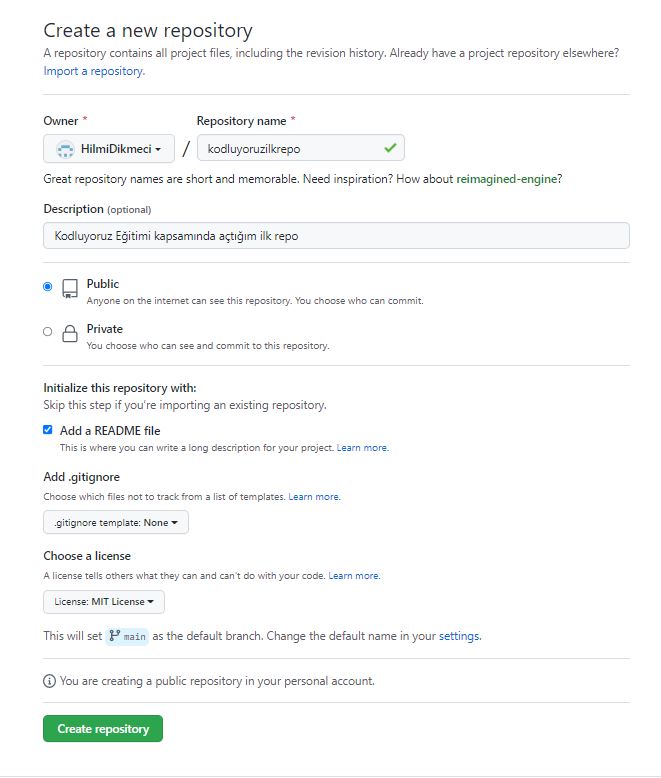 Create a new repository
A repository contains all project files, including the revision history. Already have a project repository elsewhere?
Import a repository.
Owner * Repository name *
HilmiDikmeci / kodluyoruzilkrepo
Great repository names are short and memorable. Need inspiration? How about reimagined-engine?
Description (optional)
Kodluyoruz Eğitimi kapsamında açtığım ilk repo
Public
Anyone on the internet can see this repository. You choose who can commit.
Private
You choose who can see and commit to this repository.
Initialize this repository with:
Skip this step if you're importing an existing repository.
Add a README file
This is where you can write a long description for your project. Learn more.
Add .gitignore
Choose which files not to track from a list of templates. Learn more.
.gitignore template: None
Choose a license
A license tells others what they can and can't do with your code. Learn more.
License: MIT License
This will set main as the default branch. Change the default name in your settings.
You are creating a public repository in your personal account.
Create repository